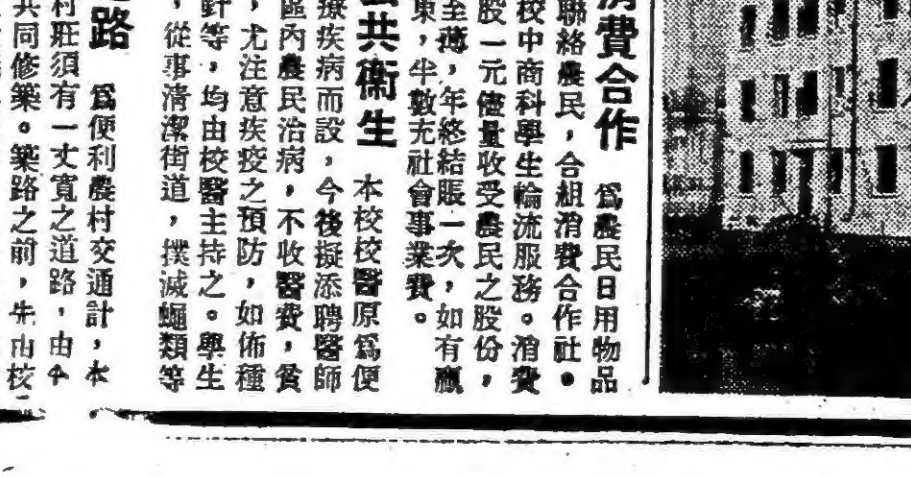 消費合作 爲農民日用物品
聯絡農民，合組消費合作社。
校中商科學生輪流服務。消費
股一元儘量收受農民之股份，
至薄，年終結賬一次，如有贏
東，半數充社會事業費。
公共衞生 本校校醫原爲便
療疾病而設，今後擬添聘醫師
區內農民治病，不收醫費，貧
，尤注意疾疫之預防，如佈種
針等，均由校醫主持之。學生
，從事清潔街道，撲滅蠅類等
路 爲便利農村交通計，本
村莊須有一丈寬之道路，由
共同修築。築路之前，先由校